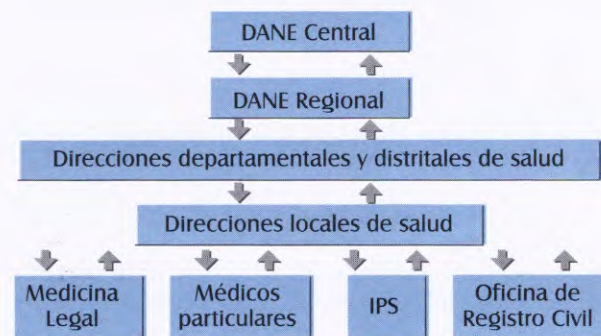 DANE Central
DANE Regional
Direcciones departamentales y distritales de salud
Direcciones locales de salud
Medicina
Legal
Médicos
particulares
IPS
Oficina de
Registro Civil